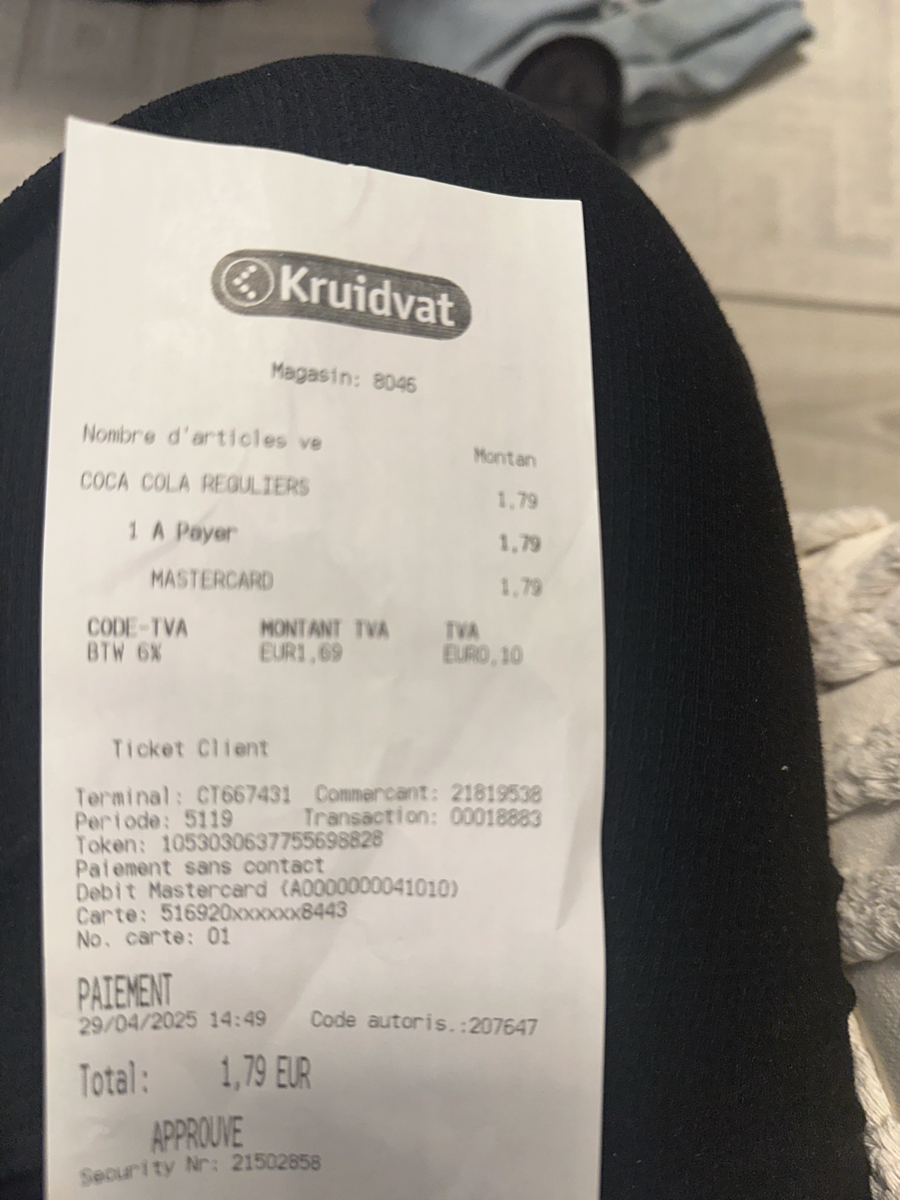 Kruidvat
Magasin: 8046
Nombre d'articles ve Montan
COCA COLA REGULIERS 1,79
1 A Payer 1,79
MASTERCARD 1,79
CODE-TVA MONTANT TVA TVA
BTW 6% EUR1,69 EUR0,10
Ticket Client
Terminal: CT667431 Commercant: 21819538
Periode: 5119 Transaction: 00018883
Token: 1053030637755698828
Paiement sans contact
Debit Mastercard (A0000000041010)
Carte: 516920xxxxxx8443
No. carte: 01
PAIEMENT
29/04/2025 14:49 Code autoris.:207647
Total: 1,79 EUR
APPROUVE
Security Nr: 21502858